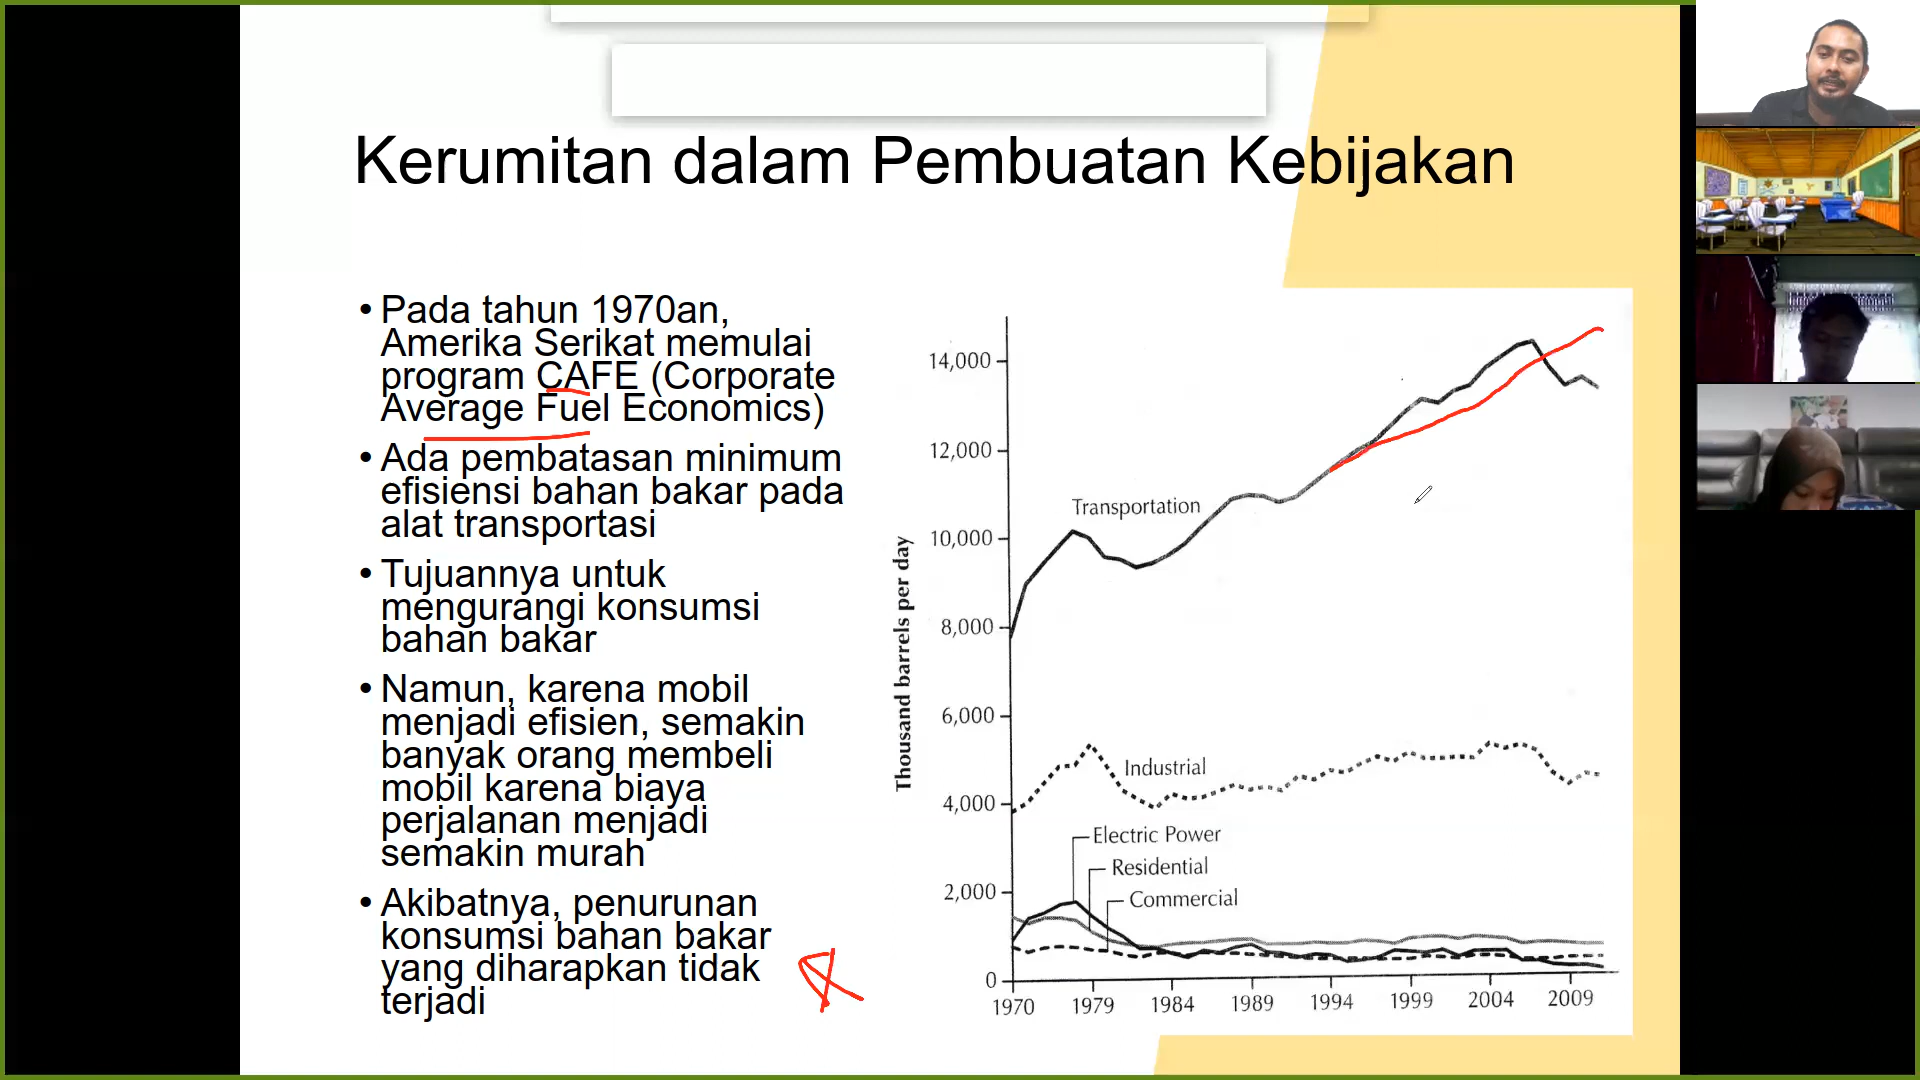 Kerumitan dalam Pembuatan Kebijakan
• Pada tahun 1970an,
Amerika Serikat memulai
program CAFE (Corporate
Average Fuel Economics)
• Ada pembatasan minimum
efisiensi bahan bakar pada
alat transportasi
• Tujuannya untuk
mengurangi konsumsi
bahan bakar
• Namun, karena mobil
menjadi efisien, semakin
banyak orang membeli
mobil karena biaya
perjalanan menjadi
semakin murah
• Akibatnya, penurunan
konsumsi bahan bakar
yang diharapkan tidak
terjadi
Thousand barrels per day
14,000
12,000
10,000
8,000
6,000
4,000
2,000
0
Transportation
Industrial
Electric Power
Residential
Commercial
1970 1979 1984 1989 1994 1999 2004 2009